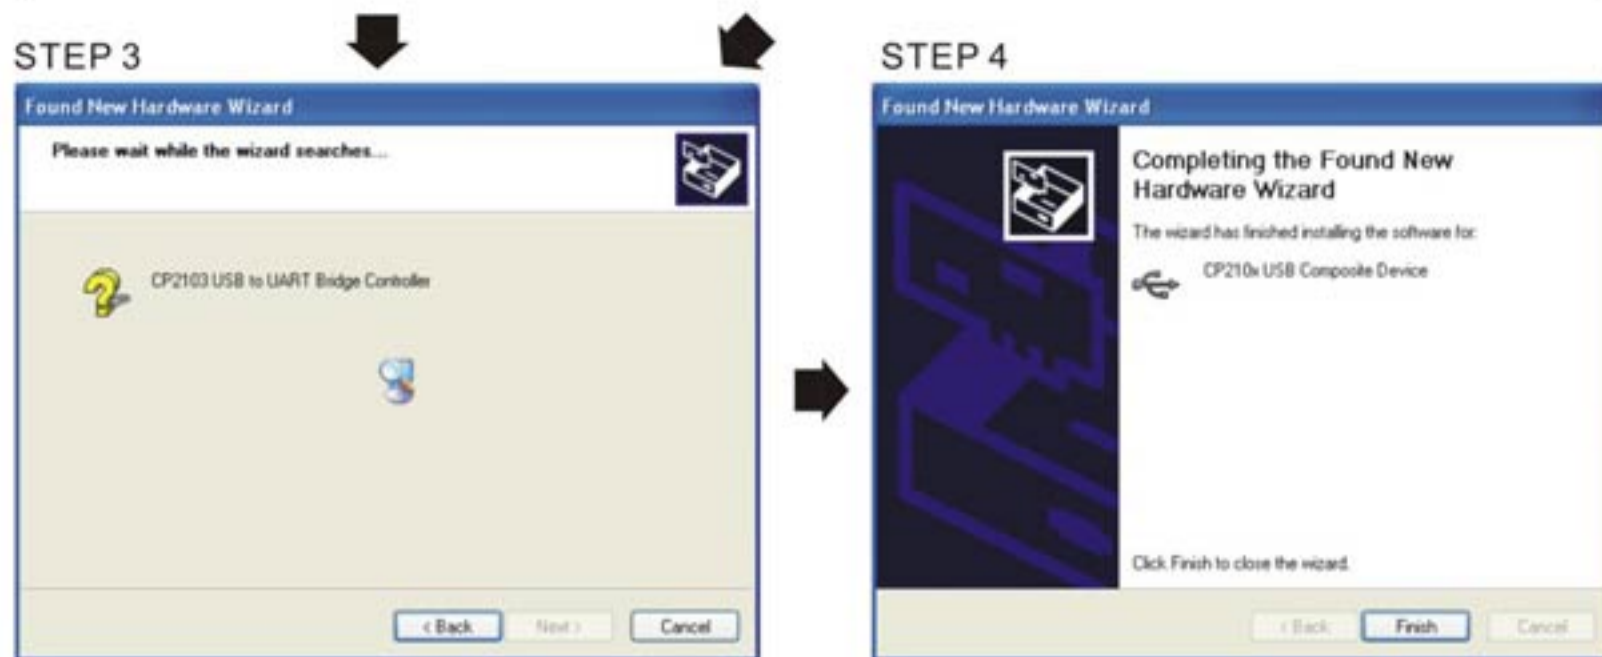 STEP 3
Found New Hardware Wizard
Please wait while the wizard searches...
CP2103 USB to UART Bridge Controller
< Back
Next >
Cancel
STEP 4
Found New Hardware Wizard
Completing the Found New
Hardware Wizard
The wizard has finished installing the software for:
CP210x USB Composite Device
Click Finish to close the wizard.
< Back
Finish
Cancel